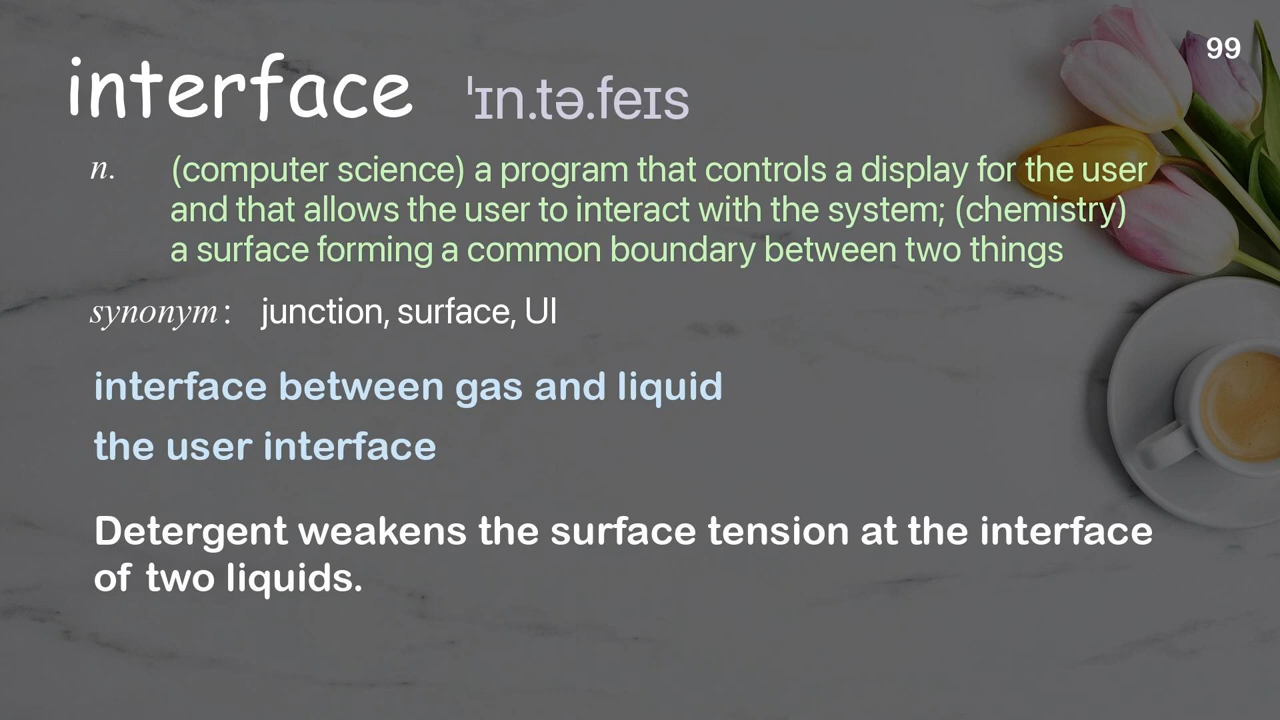 99
interface ˈɪn.tə.feɪs
n. (computer science) a program that controls a display for the user
and that allows the user to interact with the system; (chemistry)
a surface forming a common boundary between two things
synonym: junction, surface, UI
interface between gas and liquid
the user interface
Detergent weakens the surface tension at the interface
of two liquids.